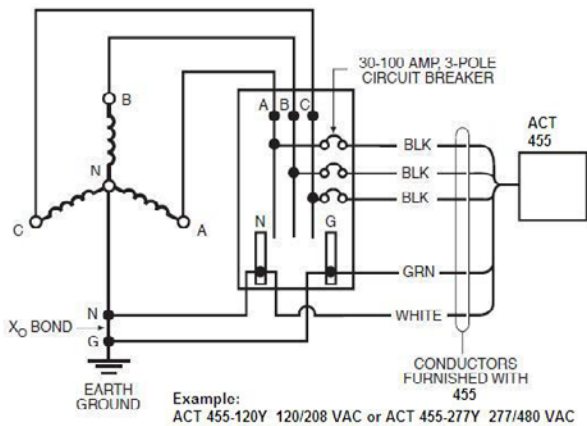 30-100 AMP, 3-POLE
CIRCUIT BREAKER
A B C
B
ACT
455
BLK
BLK
BLK
N
C
A
N
G
GRN
N
WHITE
X₀ BOND
G
EARTH
GROUND
CONDUCTORS
FURNISHED WITH
455
Example:
ACT 455-120Y 120/208 VAC or ACT 455-277Y 277/480 VAC